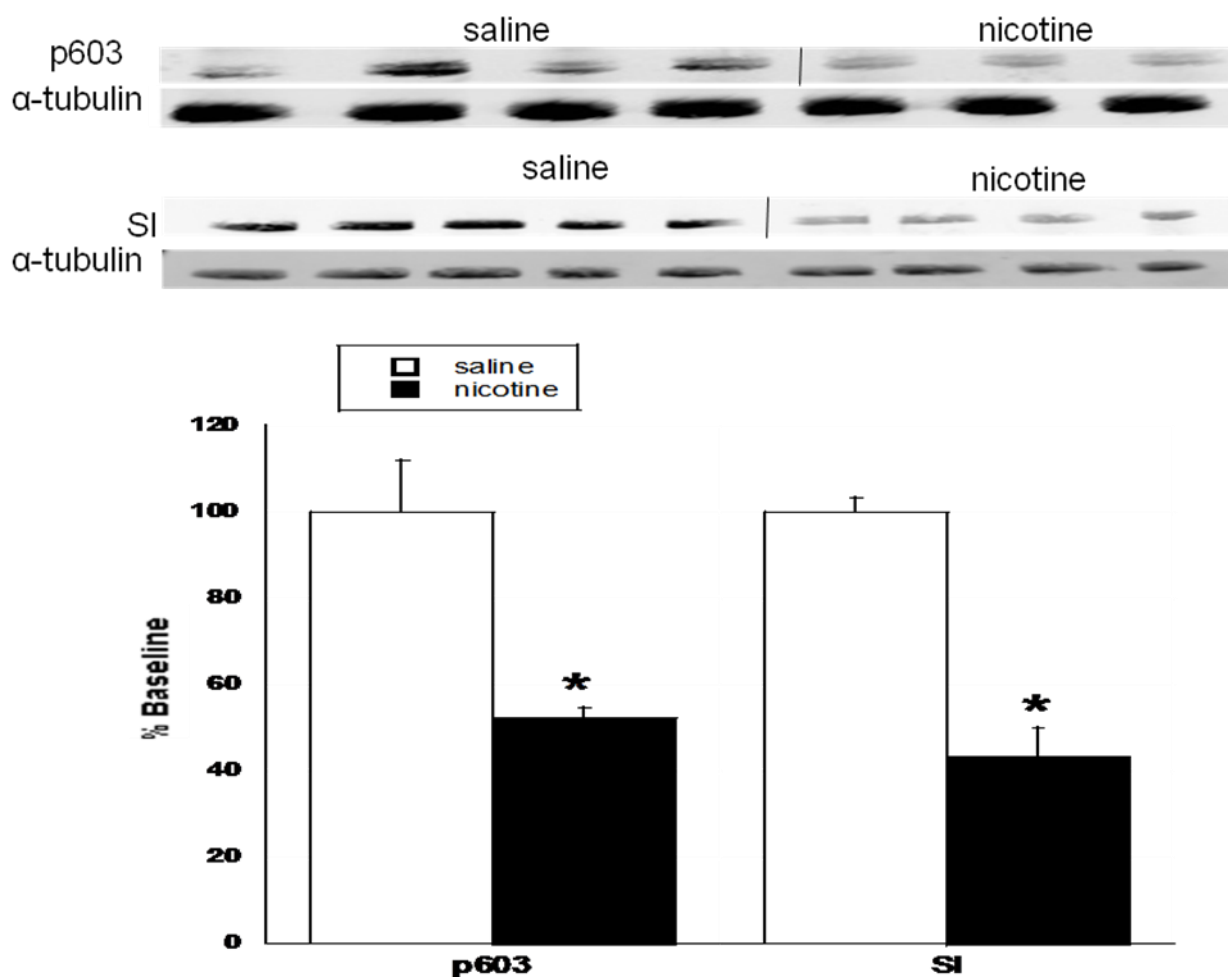 saline nicotine
p603
α-tubulin
saline nicotine
SI
α-tubulin
saline
nicotine
120
100
80
60
40
20
0
% Baseline
*
*
p603 SI